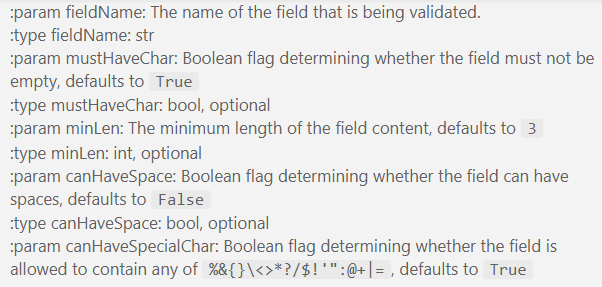 :param fieldName: The name of the field that is being validated.
:type fieldName: str
:param mustHaveChar: Boolean flag determining whether the field must not be
empty, defaults to True
:type mustHaveChar: bool, optional
:param minLen: The minimum length of the field content, defaults to 3
:type minLen: int, optional
:param canHaveSpace: Boolean flag determining whether the field can have
spaces, defaults to False
:type canHaveSpace: bool, optional
:param canHaveSpecialChar: Boolean flag determining whether the field is
allowed to contain any of %&{}\<>*?/$!'":@+|= , defaults to True